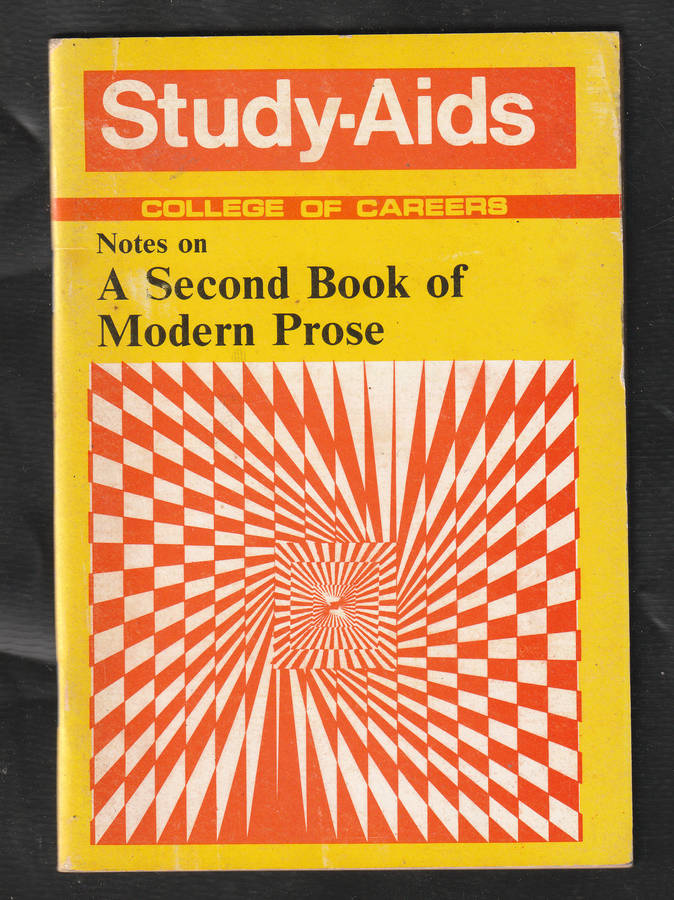 Study-Aids
COLLEGE OF CAREERS
Notes on
A Second Book of
Modern Prose